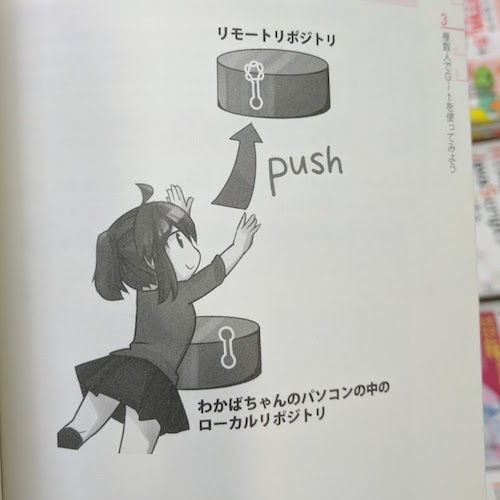 リモートリポジトリ
push
わかばちゃんのパソコンの中の
ローカルリポジトリ
3 複数人でGitを使ってみよう